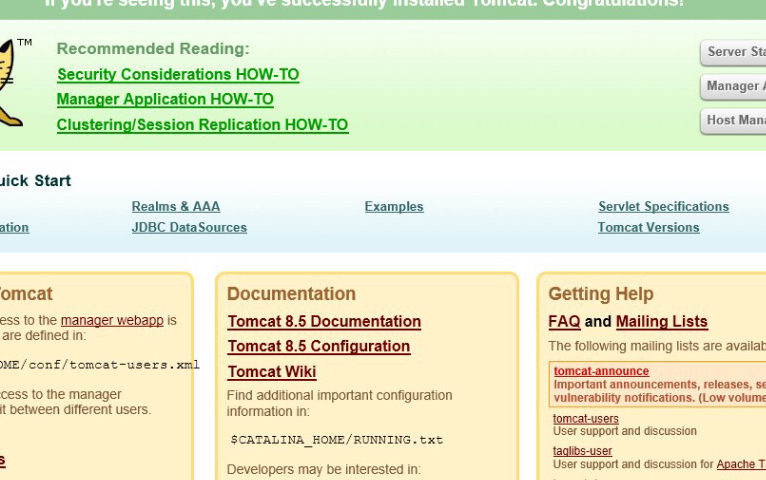 If you're seeing this, you've successfully installed Tomcat. Congratulations!
TM
Recommended Reading:
Security Considerations HOW-TO
Manager Application HOW-TO
Clustering/Session Replication HOW-TO
Server Sta
Manager A
Host Mana
uick Start
Realms & AAA
Examples
Servlet Specifications
ation
JDBC DataSources
Tomcat Versions
omcat
ess to the manager webapp is
are defined in:
OME/conf/tomcat-users.xml
ccess to the manager
it between different users.
s
Documentation
Tomcat 8.5 Documentation
Tomcat 8.5 Configuration
Tomcat Wiki
Find additional important configuration
information in:
$CATALINA_HOME/RUNNING.txt
Developers may be interested in:
Getting Help
FAQ and Mailing Lists
The following mailing lists are availab
tomcat-announce
Important announcements, releases, se
vulnerability notifications. (Low volume
tomcat-users
User support and discussion
taglibs-user
User support and discussion for Apache T